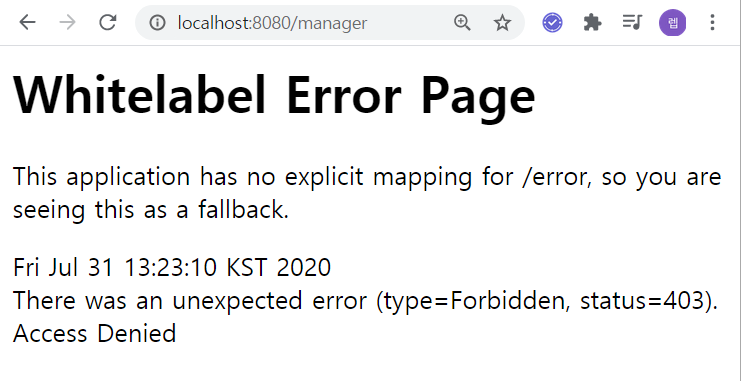 localhost:8080/manager
렙
Whitelabel Error Page
This application has no explicit mapping for /error, so you are
seeing this as a fallback.
Fri Jul 31 13:23:10 KST 2020
There was an unexpected error (type=Forbidden, status=403).
Access Denied